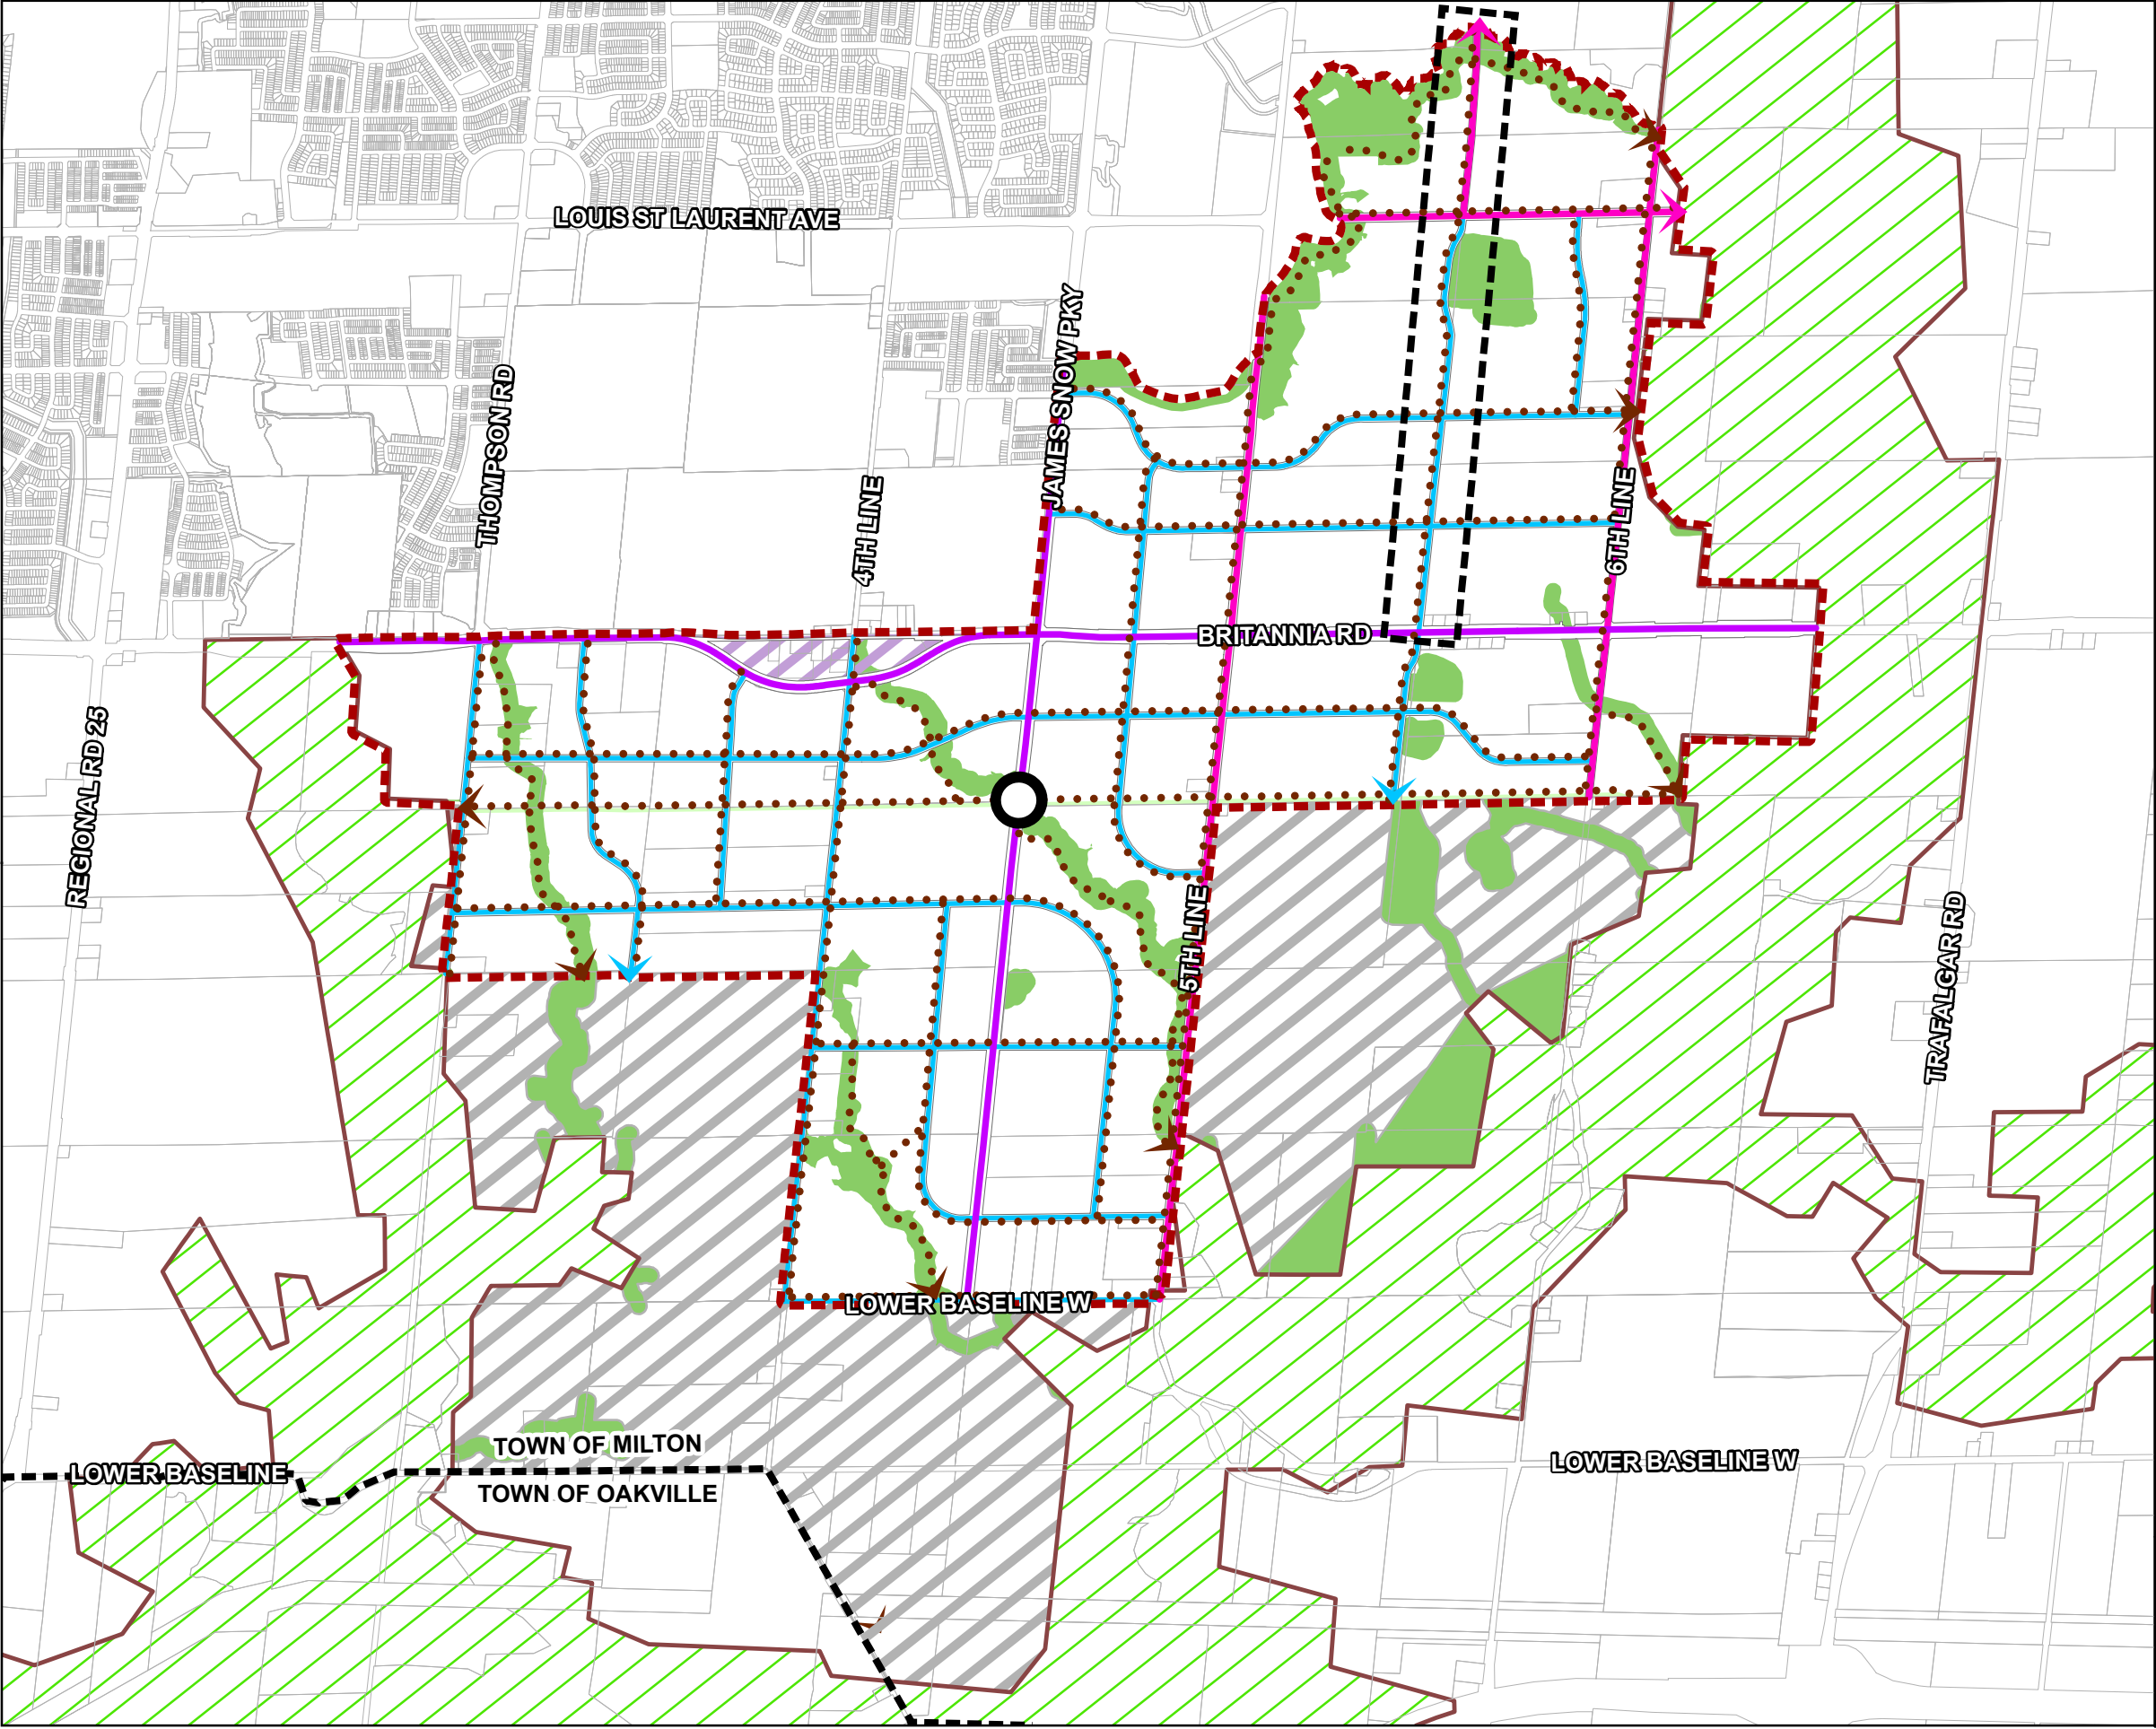 LOUIS ST LAURENT AVE
JAMES SNOW PKY
THOMPSON RD
4TH LINE
6TH LINE
BRITANNIA RD
REGIONAL RD 25
5TH LINE
TRAFALGAR RD
LOWER BASELINE W
TOWN OF MILTON
LOWER BASELINE
TOWN OF OAKVILLE
LOWER BASELINE W